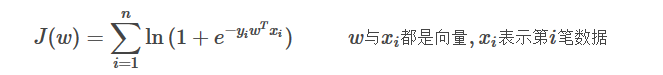 J(w) = \sum_{i=1}^{n} \ln (1 + e^{-y_i w^T x_i}) w与x_i都是向量,x_i表示第i笔数据